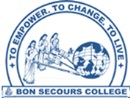 • TO EMPOWER. TO CHANGE. TO LIVE •
BON SECOURS COLLEGE